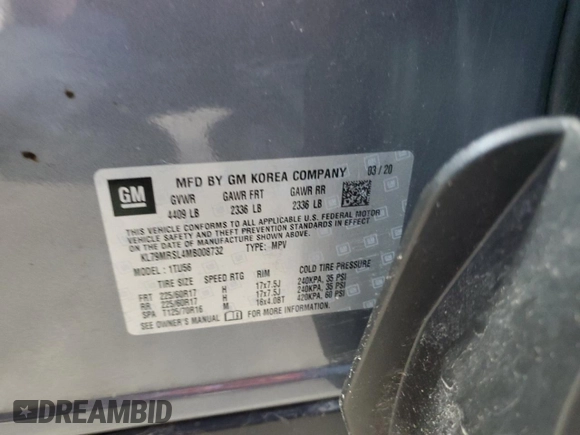 GM
MFD BY GM KOREA COMPANY 03/20
GVWR GAWR FRT GAWR RR
4409 LB 2336 LB 2336 LB
THIS VEHICLE CONFORMS TO ALL APPLICABLE U.S. FEDERAL MOTOR
VEHICLE SAFETY, BUMPER, AND THEFT PREVENTION STANDARDS
IN EFFECT ON THE DATE OF MANUFACTURE SHOWN ABOVE.
KL79MRSL4MB008732 TYPE: MPV
MODEL: 1TU56
TIRE SIZE SPEED RTG RIM COLD TIRE PRESSURE
FRT 225/60R17 H 17x7.5J 240KPA, 35 PSI
RR 225/60R17 H 17x7.5J 240KPA, 35 PSI
SPA T125/70R16 M 16x4.0BT 420KPA, 60 PSI
SEE OWNER'S MANUAL FOR MORE INFORMATION.
DREAMBID